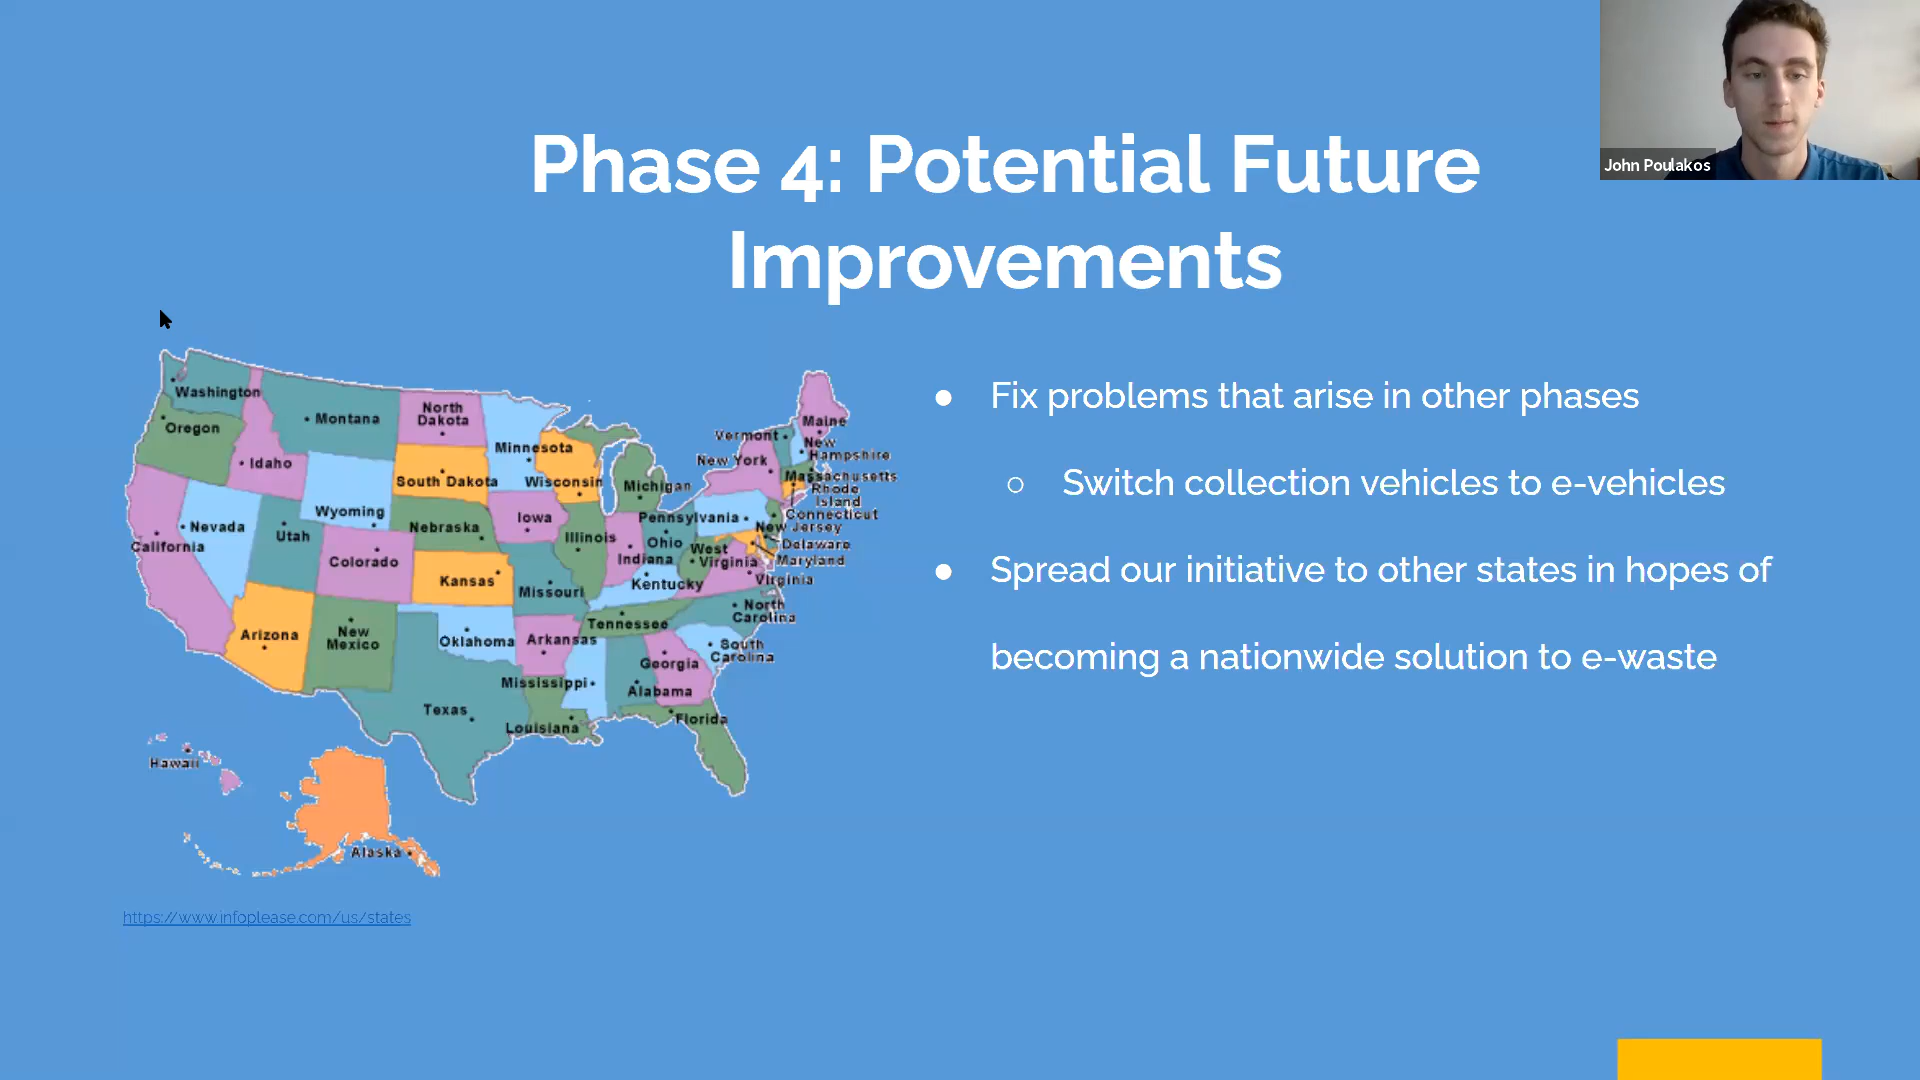 John Poulakos
Phase 4: Potential Future
Improvements
● Fix problems that arise in other phases
○ Switch collection vehicles to e-vehicles
● Spread our initiative to other states in hopes of
becoming a nationwide solution to e-waste
Washington
Oregon
Idaho
Montana
North
Dakota
Minnesota
South Dakota
Wisconsin
Michigan
Wyoming
Nevada
Utah
California
Colorado
Nebraska
Iowa
Illinois
Indiana
Ohio
Pennsylvania
New York
Vermont
Maine
New
Hampshire
Massachusetts
Rhode
Island
Connecticut
New Jersey
Delaware
Maryland
West
Virginia
Virginia
Kentucky
Kansas
Missouri
Tennessee
North
Carolina
South
Carolina
Arizona
New
Mexico
Oklahoma
Arkansas
Georgia
Alabama
Mississippi
Texas
Louisiana
Florida
Hawaii
Alaska
https://www.infoplease.com/us/states